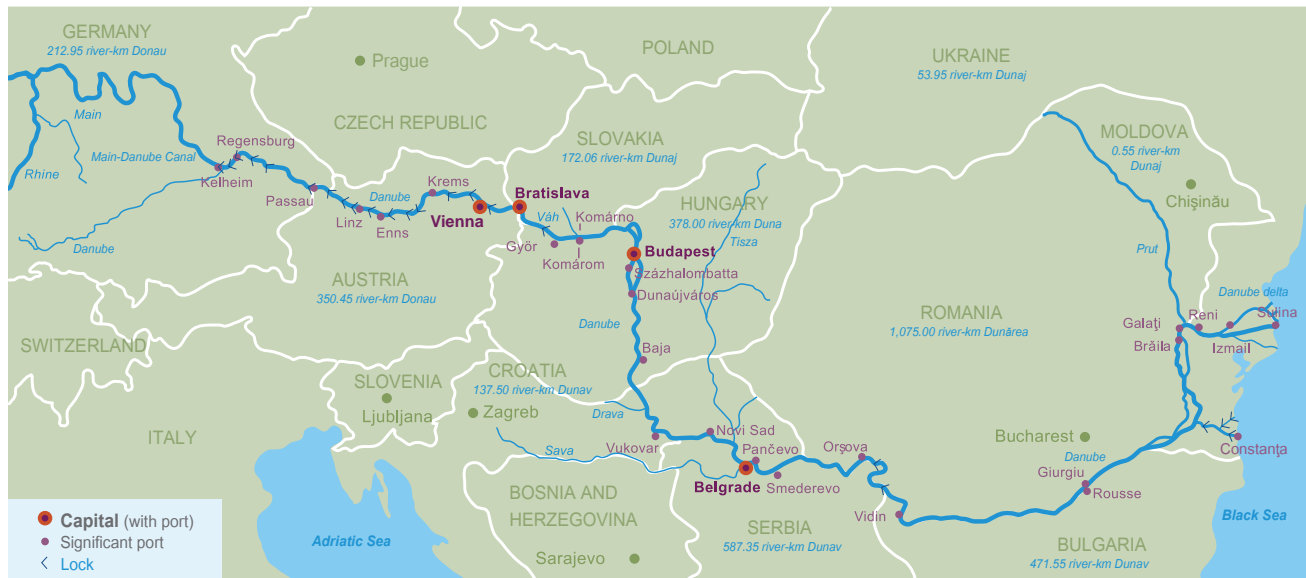 GERMANY
212.95 river-km Donau
POLAND
UKRAINE
53.95 river-km Dunaj
Prague
Main
CZECH REPUBLIC
MOLDOVA
0.55 river-km
Dunaj
Regensburg
Main-Danube Canal
SLOVAKIA
172.06 river-km Dunaj
Rhine
Kelheim
Passau
Danube
Krems
Bratislava
Chişinău
Linz
Enns
Vienna
Váh
Komárno
HUNGARY
378.00 river-km Duna
Tisza
Györ
Komárom
Budapest
Danube
Prut
Százhalombatta
AUSTRIA
350.45 river-km Donau
Dunaújváros
Danube delta
ROMANIA
1,075.00 river-km Dunărea
Galaţi
Reni
Sulina
Danube
Brăila
Izmail
SWITZERLAND
Baja
CROATIA
137.50 river-km Dunav
SLOVENIA
Ljubljana
Zagreb
Drava
ITALY
Novi Sad
Bucharest
Vukovar
Sava
Pančevo
Orşova
Constanţa
Danube
Belgrade
Smederevo
Giurgiu
Rousse
BOSNIA AND
HERZEGOVINA
Vidin
Black Sea
SERBIA
587.35 river-km Dunav
Adriatic Sea
Sarajevo
BULGARIA
471.55 river-km Dunav
Capital (with port)
Significant port
Lock